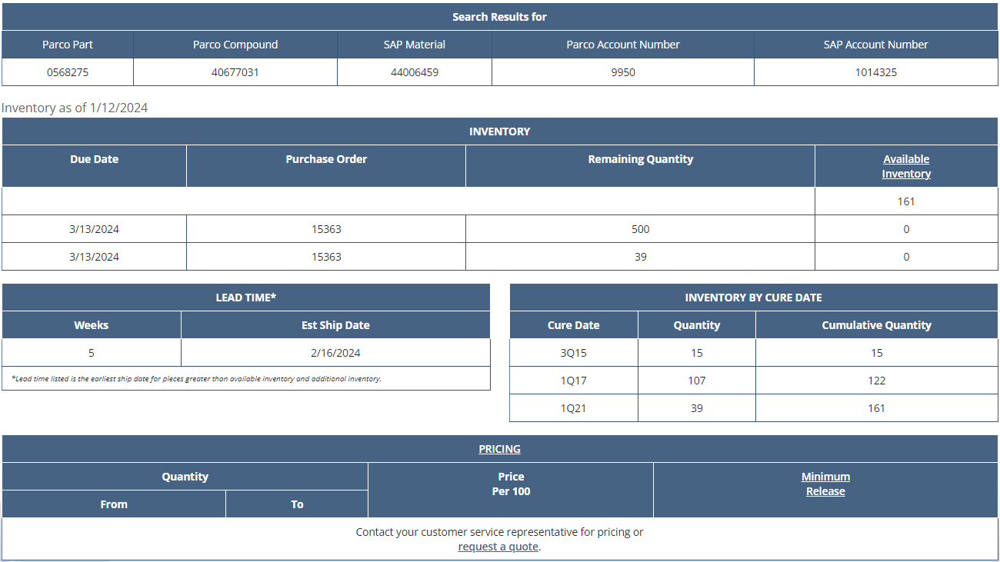 Search Results for
Parco Part Parco Compound SAP Material Parco Account Number SAP Account Number
0568275 40677031 44006459 9950 1014325
Inventory as of 1/12/2024
INVENTORY
Due Date Purchase Order Remaining Quantity Available
Inventory
161
3/13/2024 15363 500 0
3/13/2024 15363 39 0
LEAD TIME*
Weeks Est Ship Date
5 2/16/2024
*Lead time listed is the earliest ship date for pieces greater than available inventory and additional inventory.
INVENTORY BY CURE DATE
Cure Date Quantity Cumulative Quantity
3Q15 15 15
1Q17 107 122
1Q21 39 161
PRICING
Quantity Price
Per 100 Minimum
Release
From To
Contact your customer service representative for pricing or
request a quote.